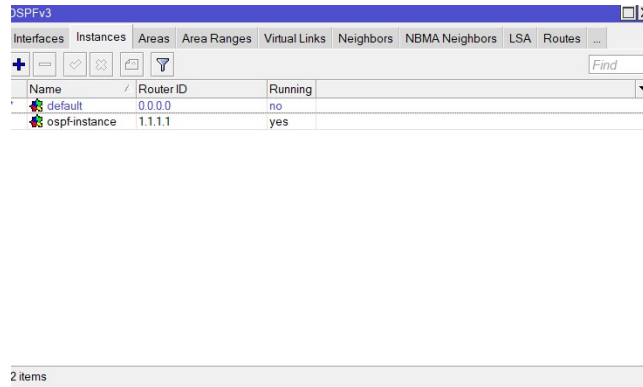 OSPFv3
Interfaces Instances Areas Area Ranges Virtual Links Neighbors NBMA Neighbors LSA Routes ...
Find
Name Router ID Running
* default 0.0.0.0 no
ospf-instance 1.1.1.1 yes
2 items